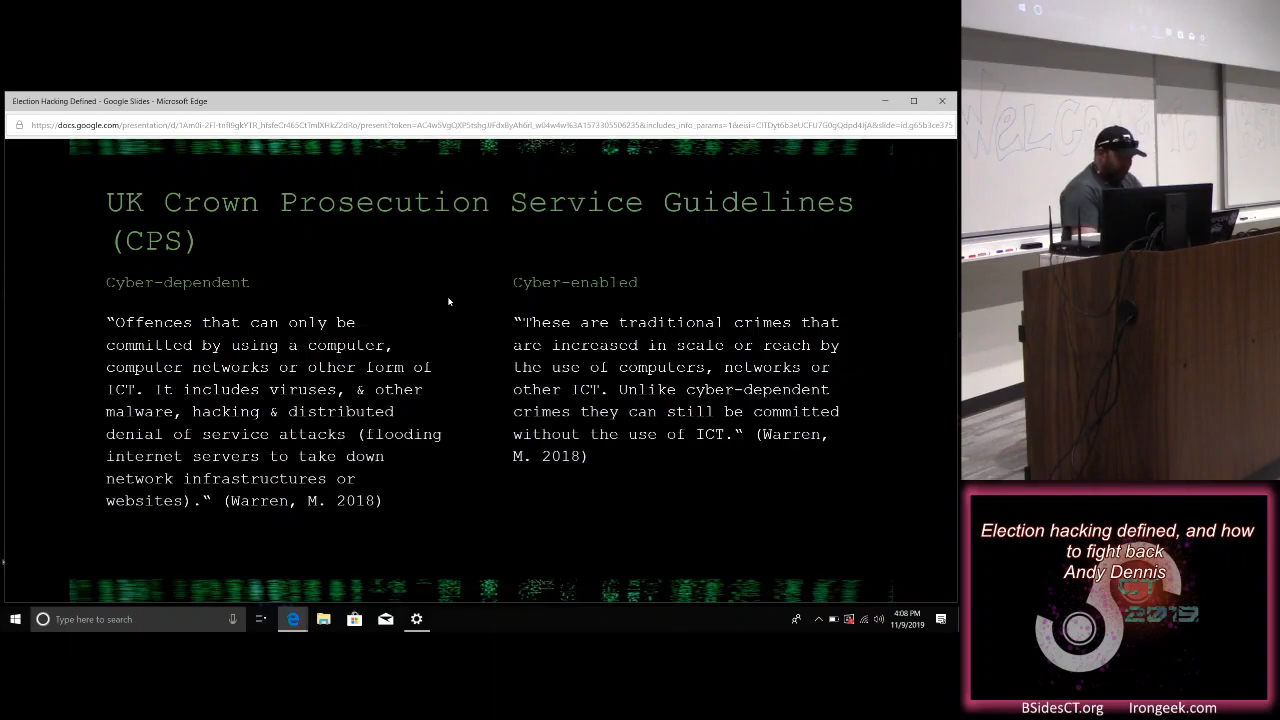 Election Hacking Defined - Google Slides - Microsoft Edge
UK Crown Prosecution Service Guidelines
(CPS)
Cyber-dependent
“Offences that can only be
committed by using a computer,
computer networks or other form of
ICT. It includes viruses, & other
malware, hacking & distributed
denial of service attacks (flooding
internet servers to take down
network infrastructures or
websites).“ (Warren, M. 2018)
Cyber-enabled
“These are traditional crimes that
are increased in scale or reach by
the use of computers, networks or
other ICT. Unlike cyber-dependent
crimes they can still be committed
without the use of ICT.“ (Warren,
M. 2018)
Type here to search
4:08 PM
11/9/2019
WELCOME
Election hacking defined, and how
to fight back
Andy Dennis
CT
2019
BSidesCT.org Irongeek.com